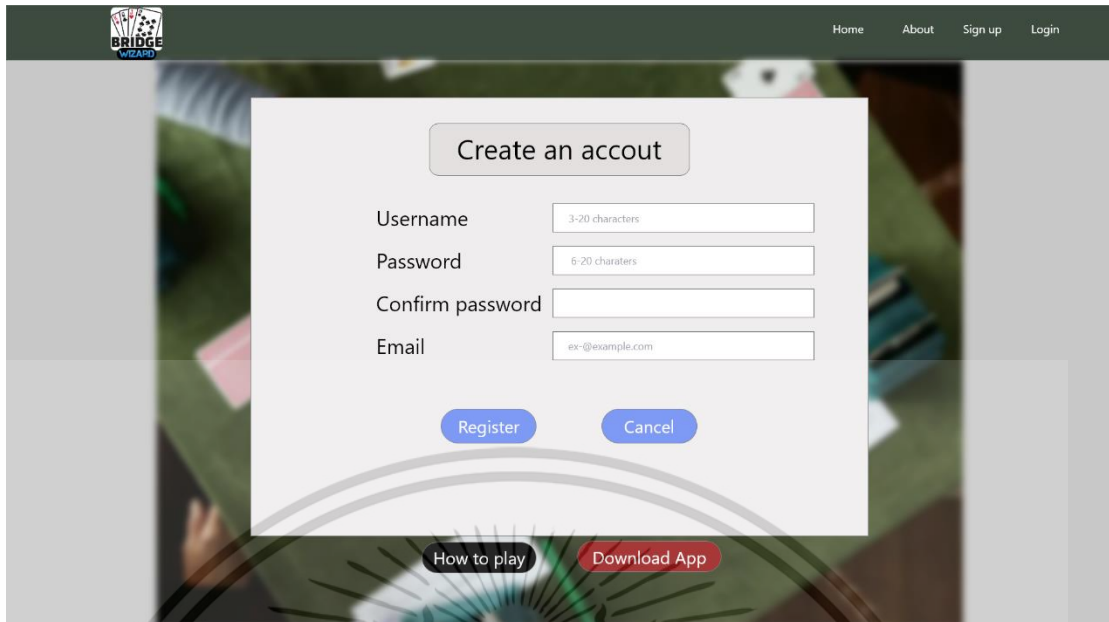 BRIDGE
WIZARD
Home About Sign up Login
Create an accout
Username 3-20 characters
Password 6-20 charaters
Confirm password
Email ex-@example.com
Register Cancel
How to play Download App